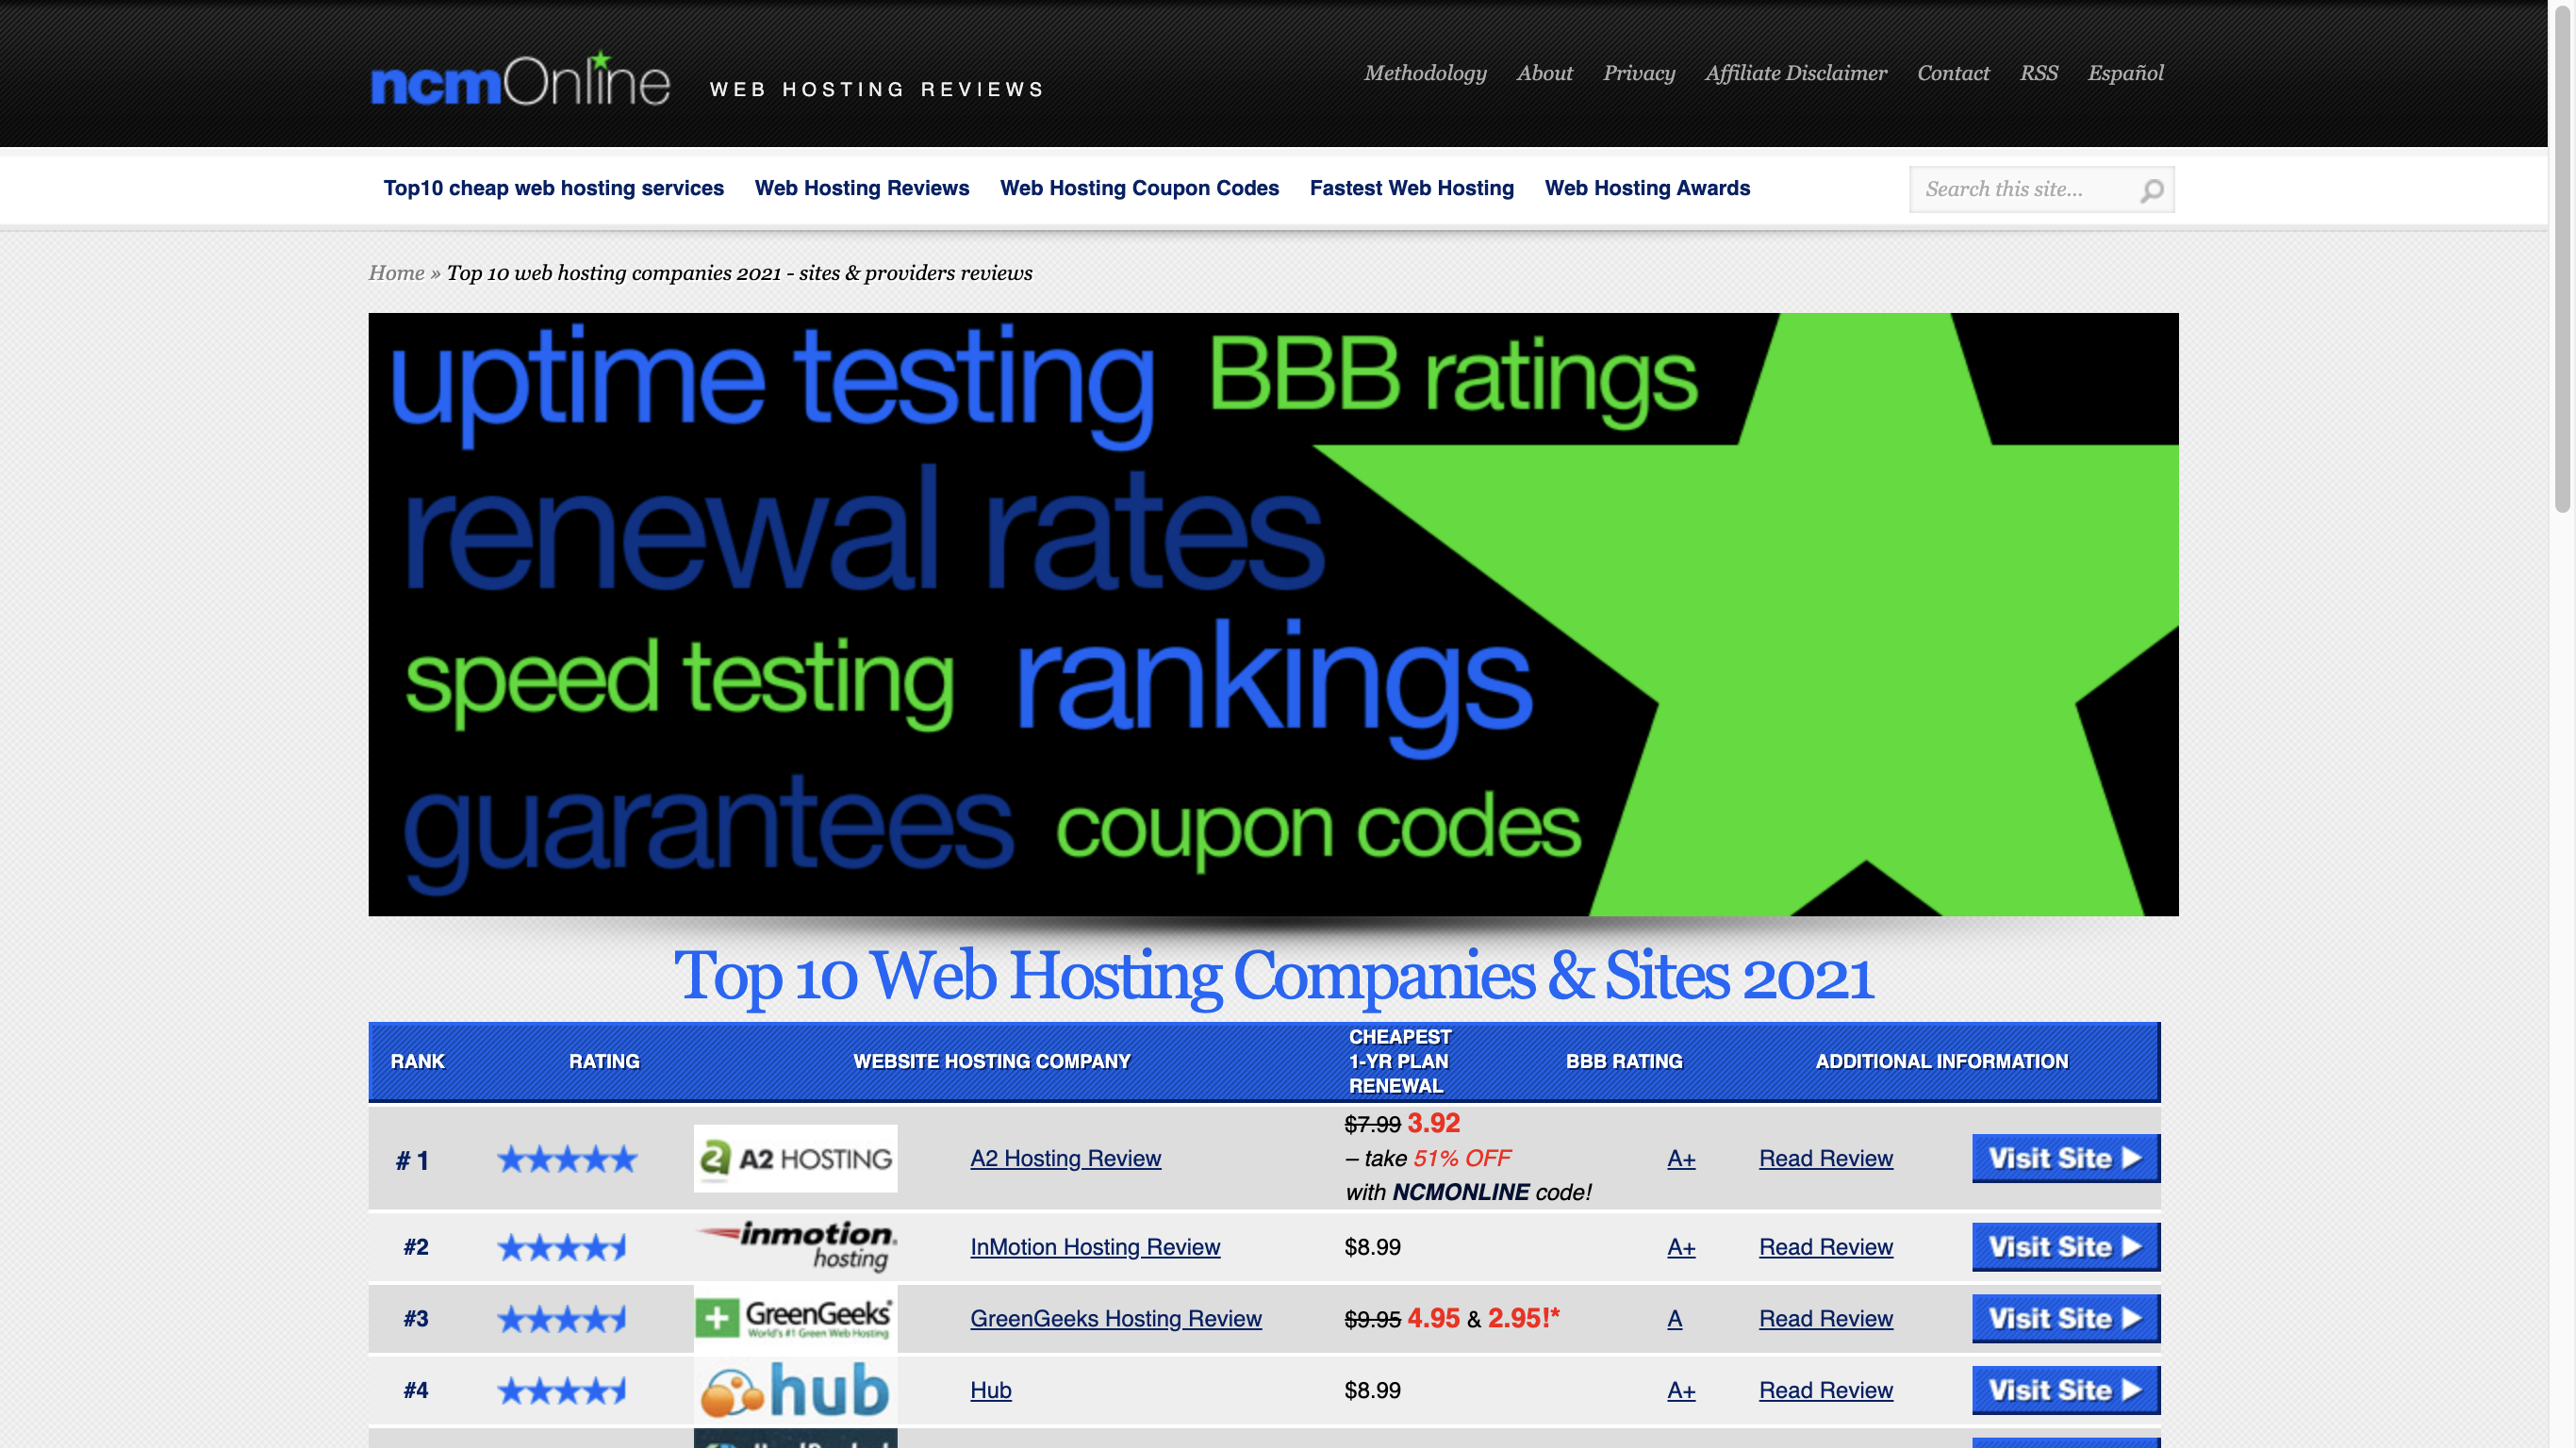 ncmOnline WEB HOSTING REVIEWS
Methodology About Privacy Affiliate Disclaimer Contact RSS Español
Top10 cheap web hosting services Web Hosting Reviews Web Hosting Coupon Codes Fastest Web Hosting Web Hosting Awards
Search this site...
Home » Top 10 web hosting companies 2021 - sites & providers reviews
uptime testing BBB ratings
renewal rates
speed testing rankings
guarantees coupon codes
Top 10 Web Hosting Companies & Sites 2021
RANK RATING WEBSITE HOSTING COMPANY CHEAPEST 1-YR PLAN RENEWAL BBB RATING ADDITIONAL INFORMATION
# 1 A2 HOSTING A2 Hosting Review $7.99 3.92
– take 51% OFF
with NCMONLINE code! A+ Read Review Visit Site
#2 inmotion hosting InMotion Hosting Review $8.99 A+ Read Review Visit Site
#3 GreenGeeks World's #1 Green Web Hosting GreenGeeks Hosting Review $9.95 4.95 & 2.95!* A Read Review Visit Site
#4 hub Hub $8.99 A+ Read Review Visit Site